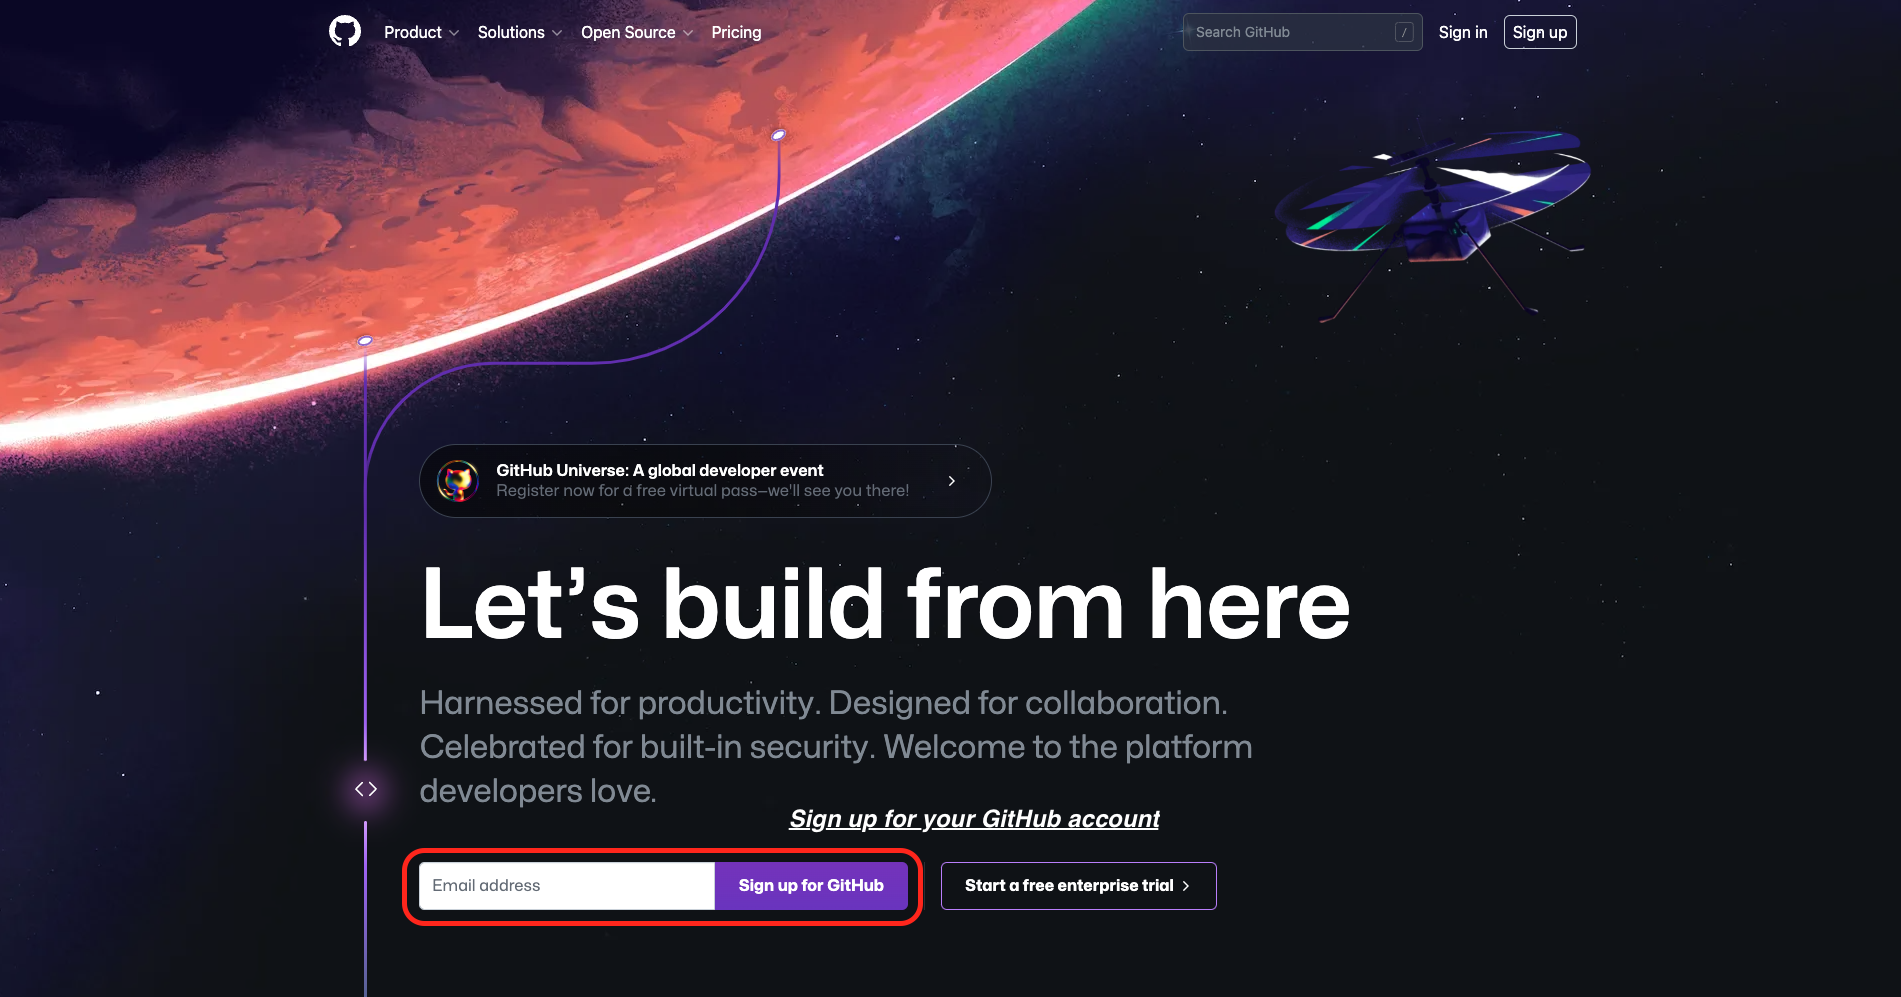 Product
Solutions
Open Source
Pricing
Search GitHub
/
Sign in
Sign up
GitHub Universe: A global developer event
Register now for a free virtual pass—we'll see you there!
Let’s build from here
Harnessed for productivity. Designed for collaboration.
Celebrated for built-in security. Welcome to the platform
developers love.
Sign up for your GitHub account
Email address
Sign up for GitHub
Start a free enterprise trial